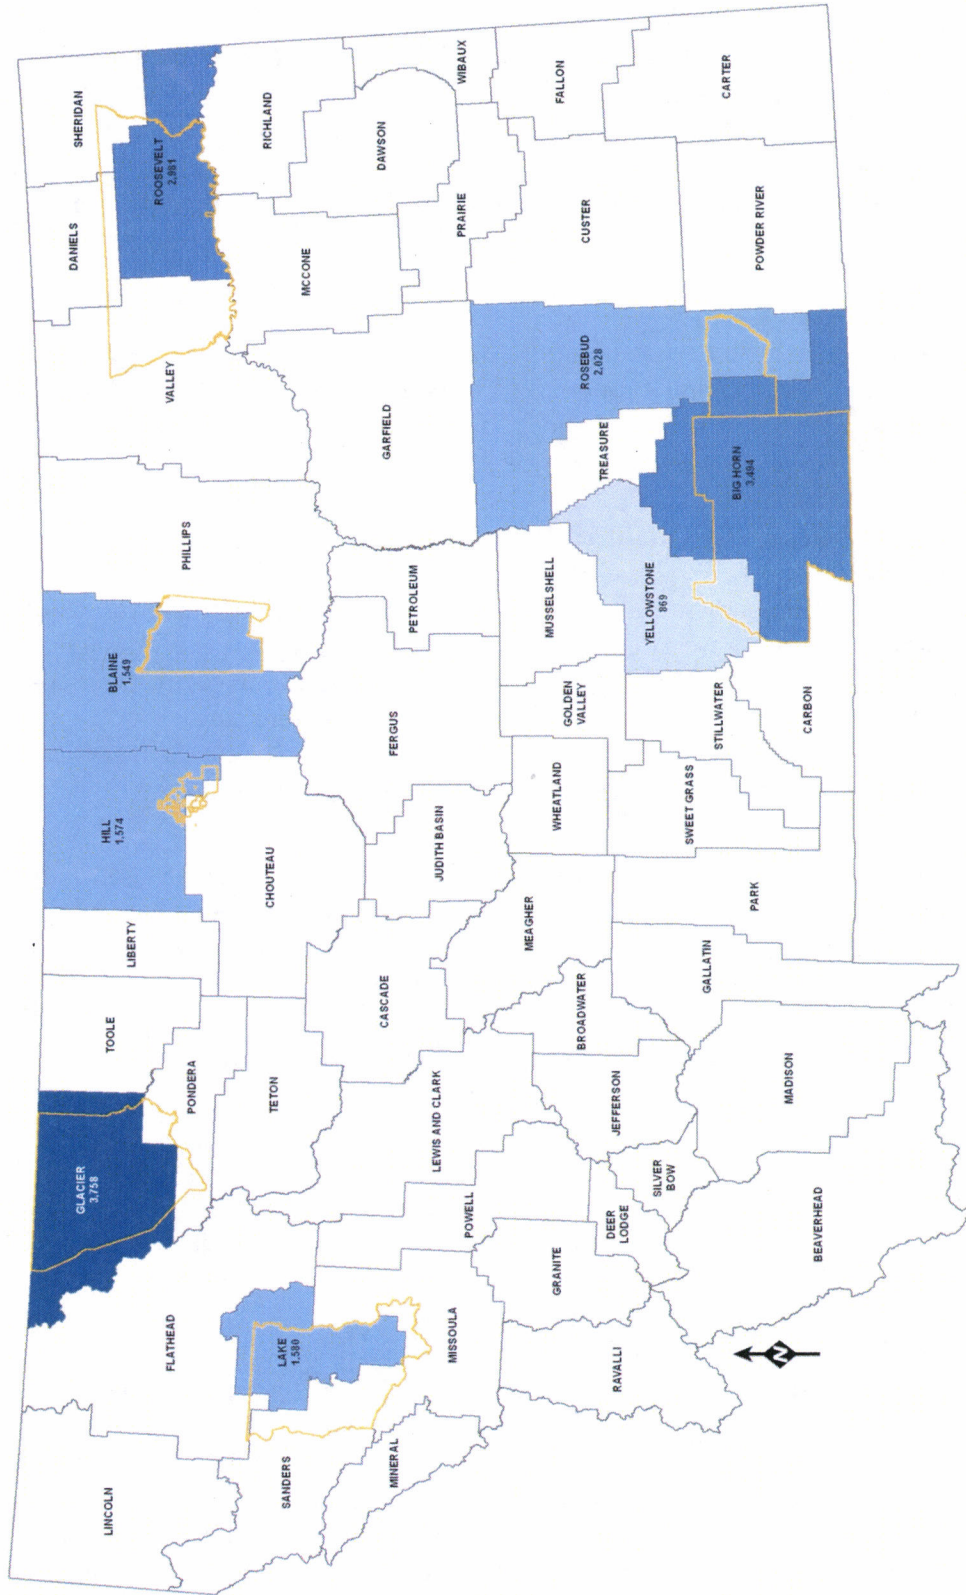 LINCOLN
FLATHEAD
GLACIER
3,758
TOOLE
LIBERTY
HILL
1,574
BLAINE
1,549
PHILLIPS
VALLEY
DANIELS
SHERIDAN
ROOSEVELT
2,981
SANDERS
LAKE
1,580
PONDERA
TETON
CHOUTEAU
MCCONE
RICHLAND
DAWSON
WIBAUX
PRAIRIE
GARFIELD
PETROLEUM
FERGUS
JUDITH BASIN
CASCADE
LEWIS AND CLARK
POWELL
MISSOULA
MINERAL
RAVALLI
GRANITE
DEER
LODGE
SILVER
BOW
JEFFERSON
BROADWATER
MEAGHER
WHEATLAND
GOLDEN
VALLEY
MUSSELSHELL
TREASURE
ROSEBUD
2,028
CUSTER
FALLON
CARTER
POWDER RIVER
BIG HORN
3,494
YELLOWSTONE
869
STILLWATER
CARBON
SWEET GRASS
PARK
GALLATIN
MADISON
BEAVERHEAD
N